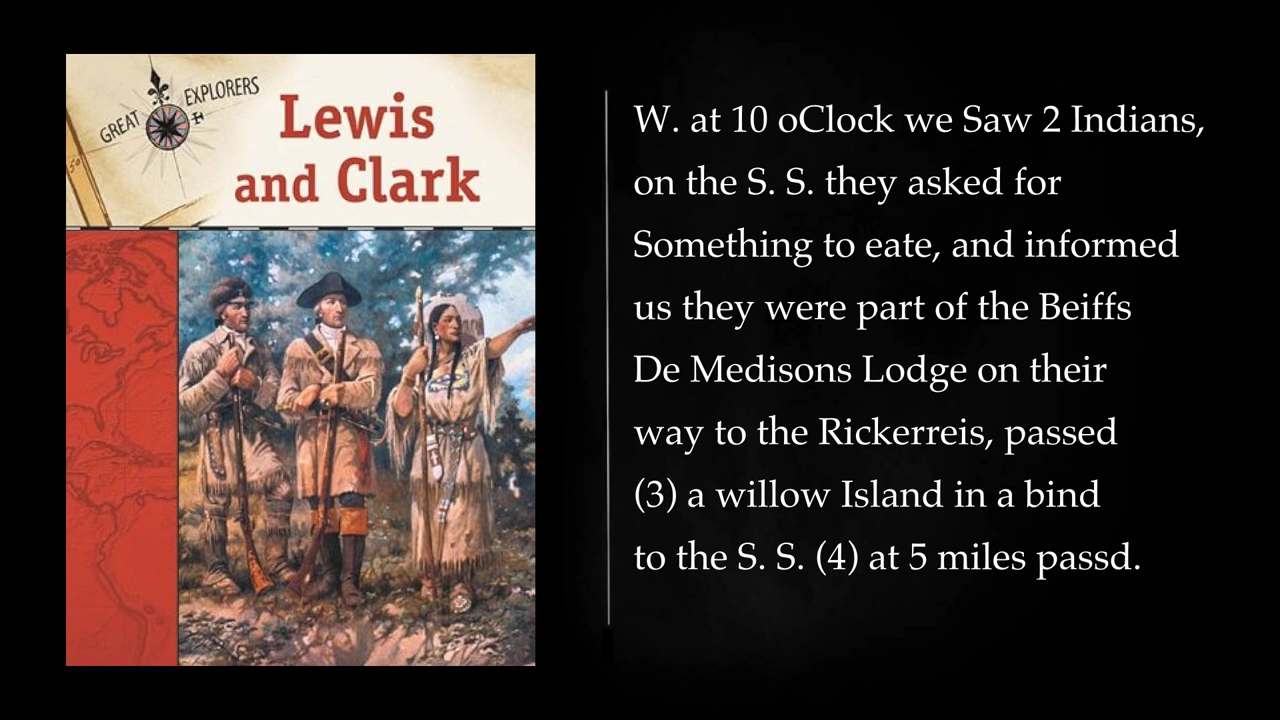 GREAT EXPLORERS
Lewis
and Clark
50
W. at 10 oClock we Saw 2 Indians,
on the S. S. they asked for
Something to eate, and informed
us they were part of the Beiffs
De Medisons Lodge on their
way to the Rickerreis, passed
(3) a willow Island in a bind
to the S. S. (4) at 5 miles passd.